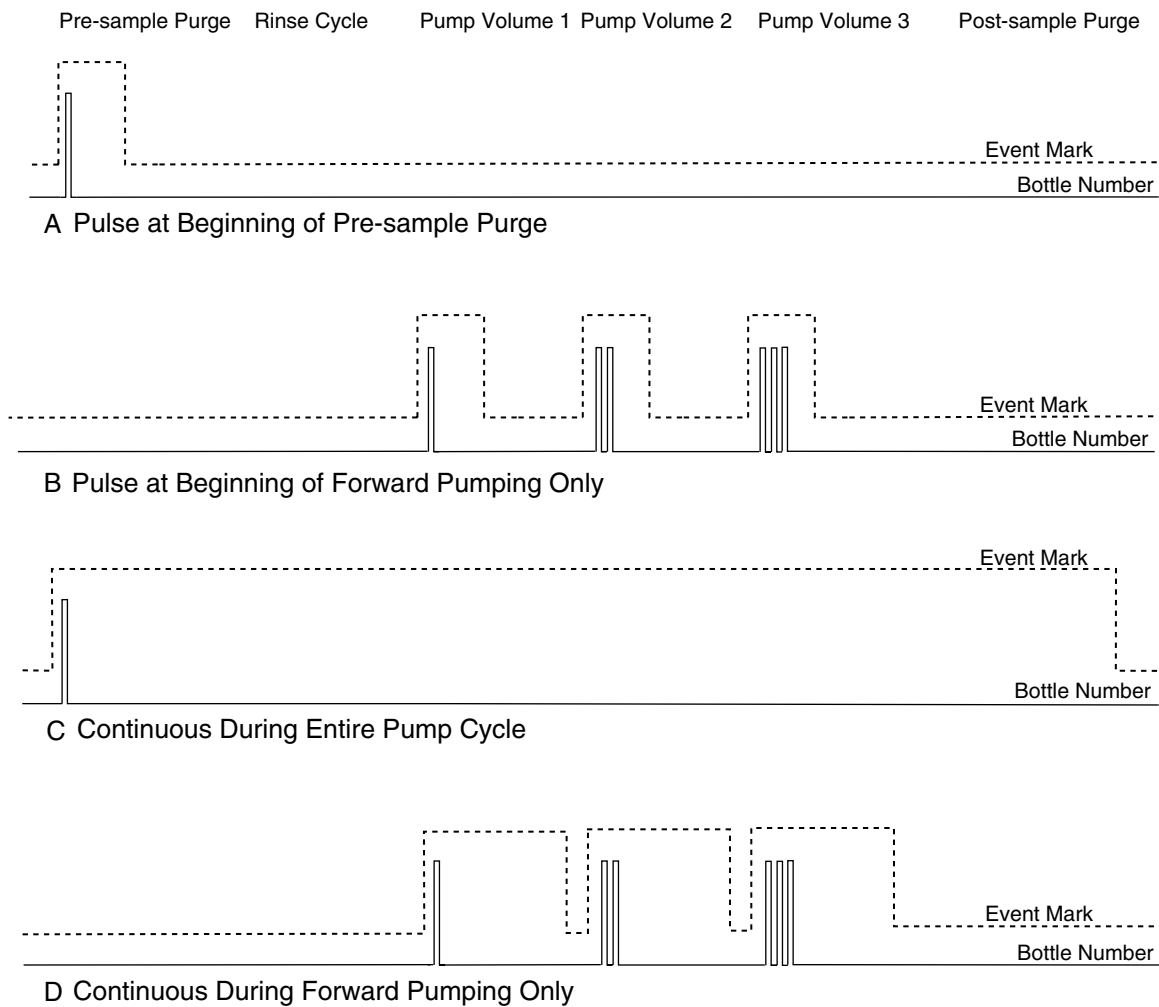 Pre-sample Purge Rinse Cycle Pump Volume 1 Pump Volume 2 Pump Volume 3 Post-sample Purge
Event Mark
Bottle Number
A Pulse at Beginning of Pre-sample Purge
Event Mark
Bottle Number
B Pulse at Beginning of Forward Pumping Only
Event Mark
Bottle Number
C Continuous During Entire Pump Cycle
Event Mark
Bottle Number
D Continuous During Forward Pumping Only